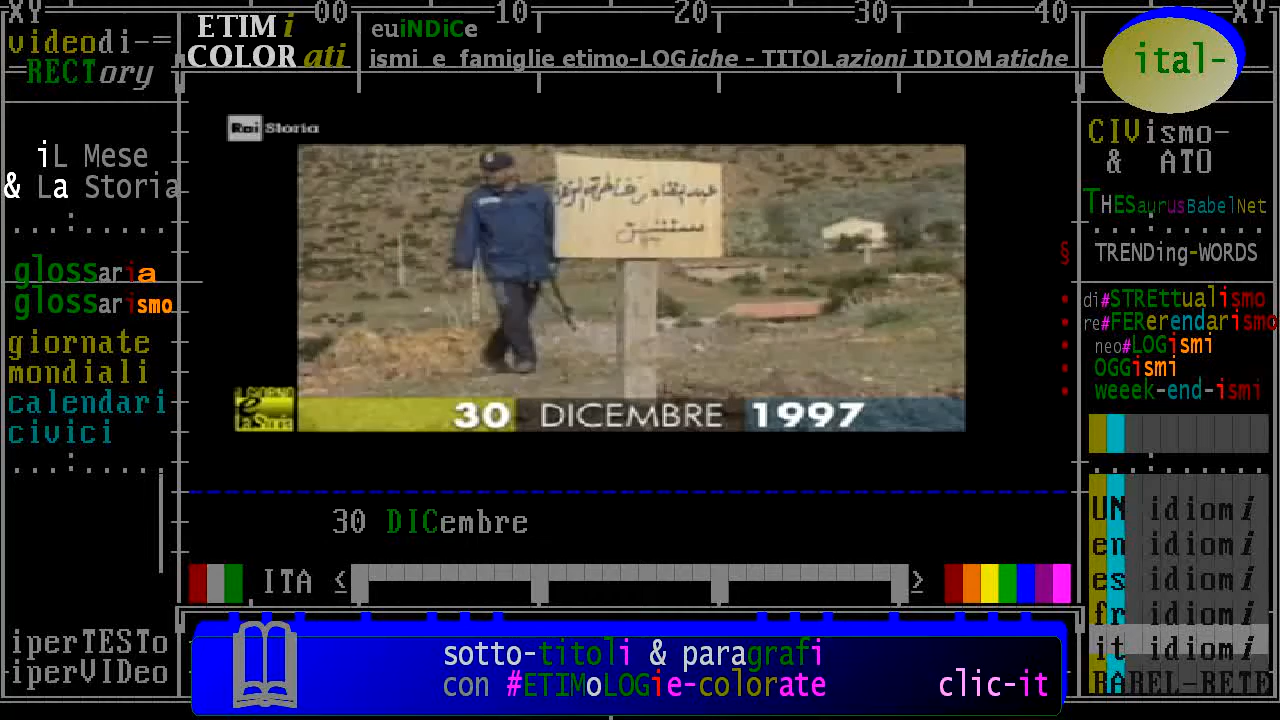 XY 00 10 20 30 40 XY
videodi-=
-RECTory
ETIMi
COLORati
euiNDiCe
ismi e famiglie etimo-LOGiche - TITOLazioni IDIOMatiche
ital-
iL Mese
& La Storia
glossaria
glossarismo
giornate
mondiali
calendari
civici
iperTESTo
-iperVIDeo
Rai Storia
30 DICEMBRE 1997
30 DICembre
ITA < >
sotto-titoli & paragrafi
con #ETIMoLOGie-colorate clic-it
CIVismo-
& ATO
THESaurusBabelNet
TRENDing-WORDS
§
di#STREttualismo
re#FERerendarismo
neo#LOGismi
OGGismi
weeek-end-ismi
UN idiomi
en idiomi
es idiomi
fr idiomi
it idiomi
BABEL-RETE